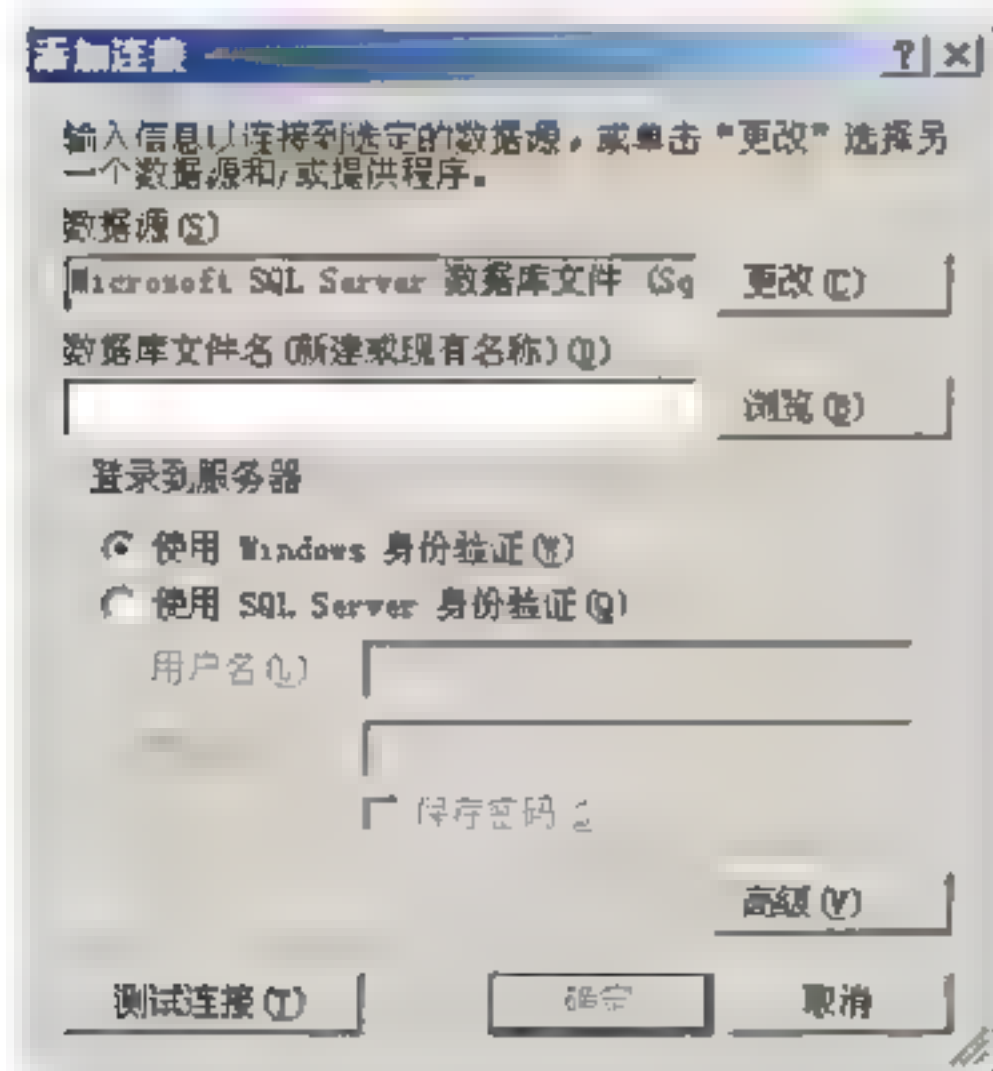 添加连接
输入信息以连接到选定的数据源，或单击“更改”选择另
一个数据源和/或提供程序。
数据源(S)
Microsoft SQL Server 数据库文件 (Sq
更改(C)
数据库文件名(新建或现有名称)(D)
浏览(B)
登录到服务器
使用 Windows 身份验证(W)
使用 SQL Server 身份验证(Q)
用户名(U)
保存密码
高级(V)
测试连接(T)
确定
取消